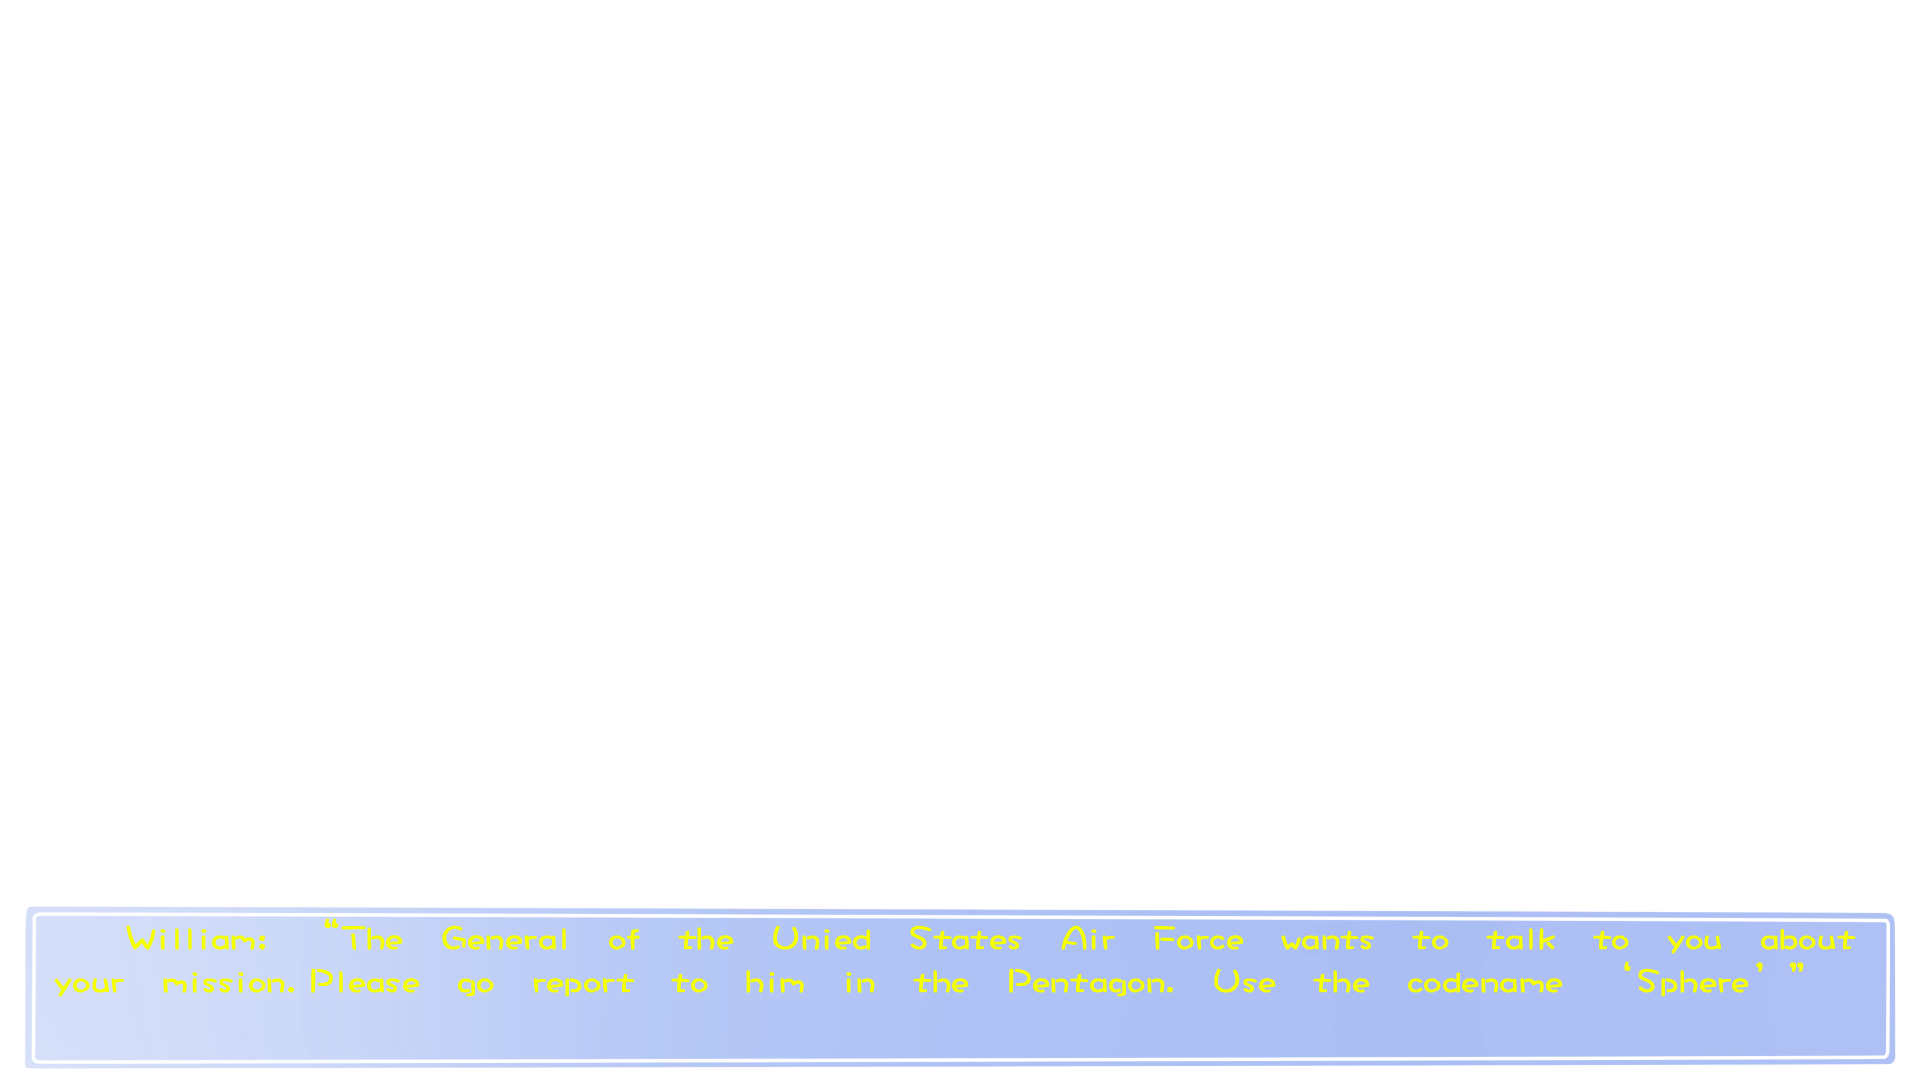 William: “The General of the Unied States Air Force wants to talk to you about
your mission. Please go report to him in the Pentagon. Use the codename ‘Sphere’ ”